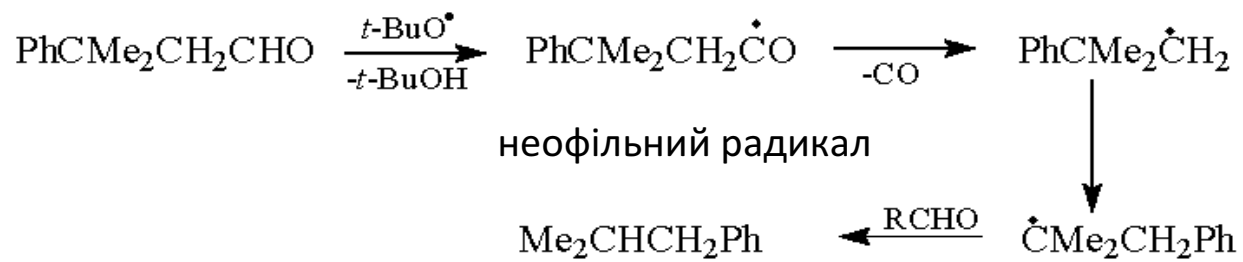 PhCMe₂CH₂CHO t-BuO• -t-BuOH PhCMe₂CH₂ĊO -CO PhCMe₂ĊH₂
неофільний радикал
Me₂CHCH₂Ph RCHO ĊMe₂CH₂Ph